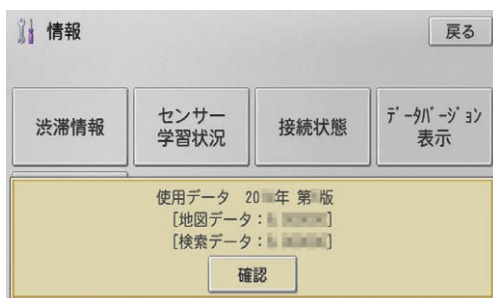 情報
戻る
渋滞情報
センサー
学習状況
接続状態
ﾃﾞｰﾀﾊﾞｰｼﾞｮﾝ
表示
使用データ 20 年 第 版
[地図データ: ]
[検索データ: ]
確認